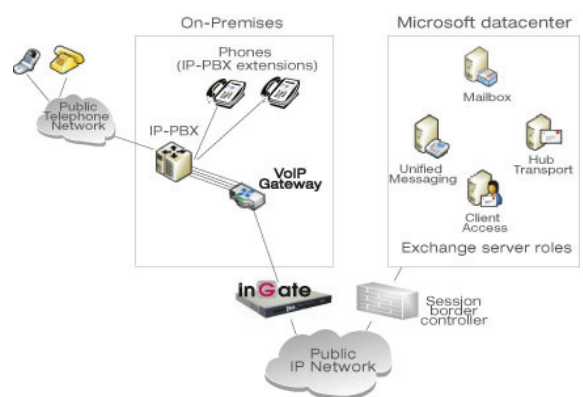 On-Premises
Microsoft datacenter
Phones
(IP-PBX extensions)
Public
Telephone
Network
IP-PBX
VoIP
Gateway
Mailbox
Unified
Messaging
Hub
Transport
Client
Access
Exchange server roles
inGate
Session
border
controller
Public
IP Network